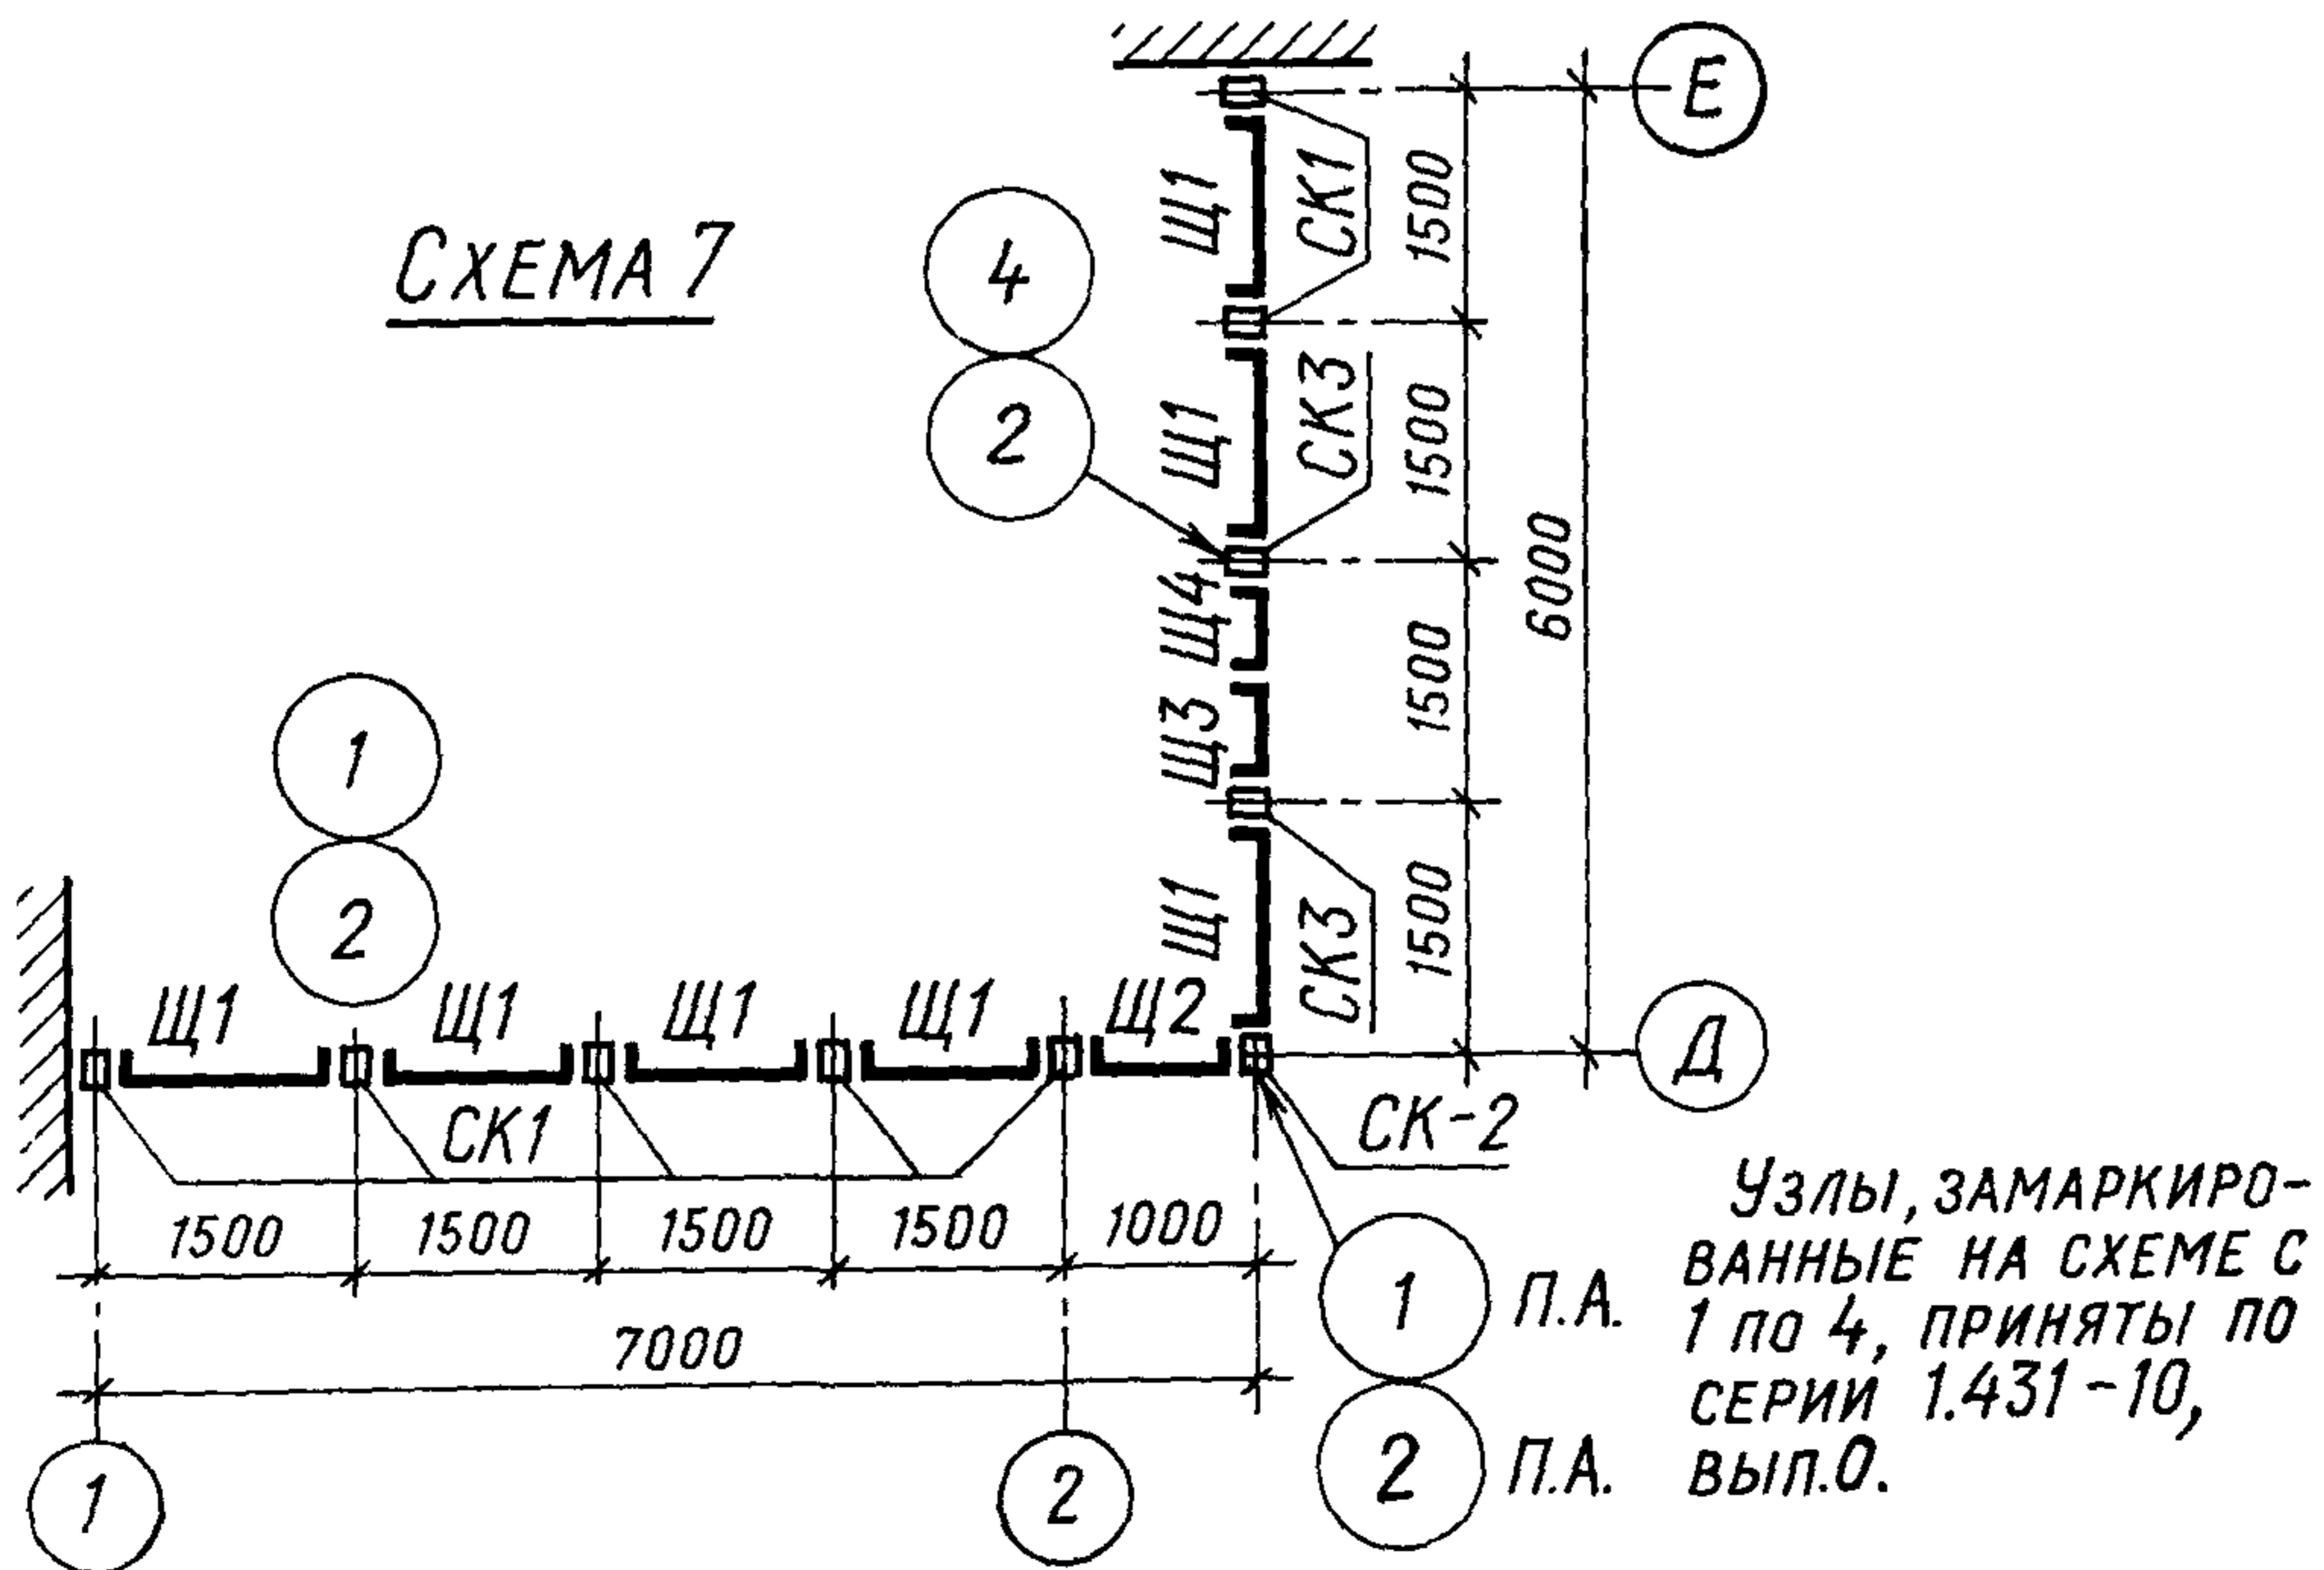 Е
Схема 7
4
2
Щ1
СК1
1500
Щ1
СК3
1500
6000
Щ4
Щ3
1500
1
2
Щ1
СК3
1500
Щ1 Щ1 Щ1 Щ1 Щ2
Д
СК1
СК-2
1500 1500 1500 1500 1000
7000
1 П.А.
2 П.А.
1
2
Узлы, замаркиро-
ванные на схеме с
1 по 4, приняты по
серии 1.431-10,
вып.0.